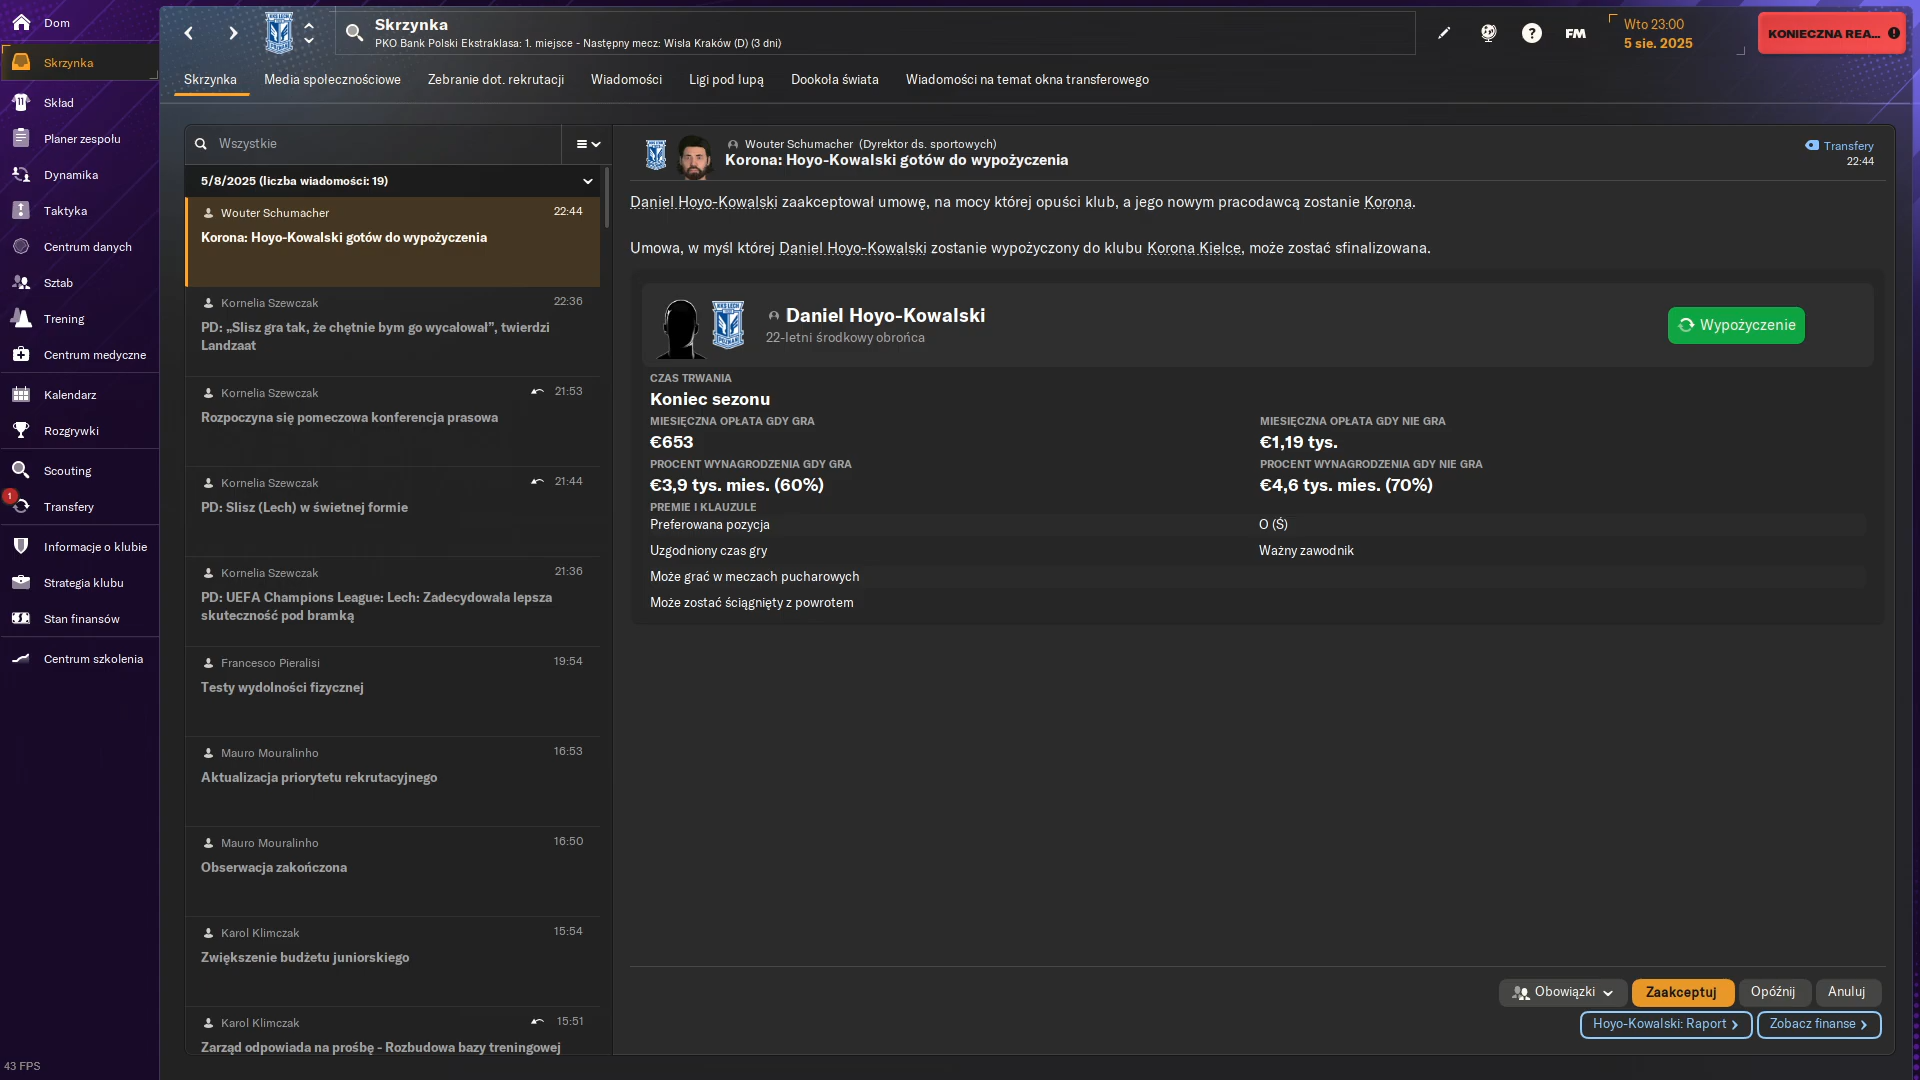 Dom
Skrzynka
Skład
Planer zespołu
Dynamika
Taktyka
Centrum danych
Sztab
Trening
Centrum medyczne
Kalendarz
Rozgrywki
Scouting
1
Transfery
Informacje o klubie
Strategia klubu
Stan finansów
Centrum szkolenia
43 FPS
Skrzynka
PKO Bank Polski Ekstraklasa: 1. miejsce - Następny mecz: Wisła Kraków (D) (3 dni)
FM
Wto 23:00
5 sie. 2025
KONIECZNA REA...
Skrzynka
Media społecznościowe
Zebranie dot. rekrutacji
Wiadomości
Ligi pod lupą
Dookoła świata
Wiadomości na temat okna transferowego
Wszystkie
5/8/2025 (liczba wiadomości: 19)
Wouter Schumacher 22:44
Korona: Hoyo-Kowalski gotów do wypożyczenia
Kornelia Szewczak 22:36
PD: „Slisz gra tak, że chętnie bym go wycałował”, twierdzi
Landzaat
Kornelia Szewczak 21:53
Rozpoczyna się pomeczowa konferencja prasowa
Kornelia Szewczak 21:44
PD: Slisz (Lech) w świetnej formie
Kornelia Szewczak 21:36
PD: UEFA Champions League: Lech: Zadecydowała lepsza
skuteczność pod bramką
Francesco Pieralisi 19:54
Testy wydolności fizycznej
Mauro Mouralinho 16:53
Aktualizacja priorytetu rekrutacyjnego
Mauro Mouralinho 16:50
Obserwacja zakończona
Karol Klimczak 15:54
Zwiększenie budżetu juniorskiego
Karol Klimczak 15:51
Zarząd odpowiada na prośbę - Rozbudowa bazy treningowej
Wouter Schumacher (Dyrektor ds. sportowych)
Korona: Hoyo-Kowalski gotów do wypożyczenia
Transfery
22:44
Daniel Hoyo-Kowalski zaakceptował umowę, na mocy której opuści klub, a jego nowym pracodawcą zostanie Korona.
Umowa, w myśl której Daniel Hoyo-Kowalski zostanie wypożyczony do klubu Korona Kielce, może zostać sfinalizowana.
Daniel Hoyo-Kowalski
22-letni środkowy obrońca
Wypożyczenie
CZAS TRWANIA
Koniec sezonu
MIESIĘCZNA OPŁATA GDY GRA MIESIĘCZNA OPŁATA GDY NIE GRA
€653 €1,19 tys.
PROCENT WYNAGRODZENIA GDY GRA PROCENT WYNAGRODZENIA GDY NIE GRA
€3,9 tys. mies. (60%) €4,6 tys. mies. (70%)
PREMIE I KLAUZULE
Preferowana pozycja O (Ś)
Uzgodniony czas gry Ważny zawodnik
Może grać w meczach pucharowych
Może zostać ściągnięty z powrotem
Obowiązki Zaakceptuj Opóźnij Anuluj
Hoyo-Kowalski: Raport Zobacz finanse